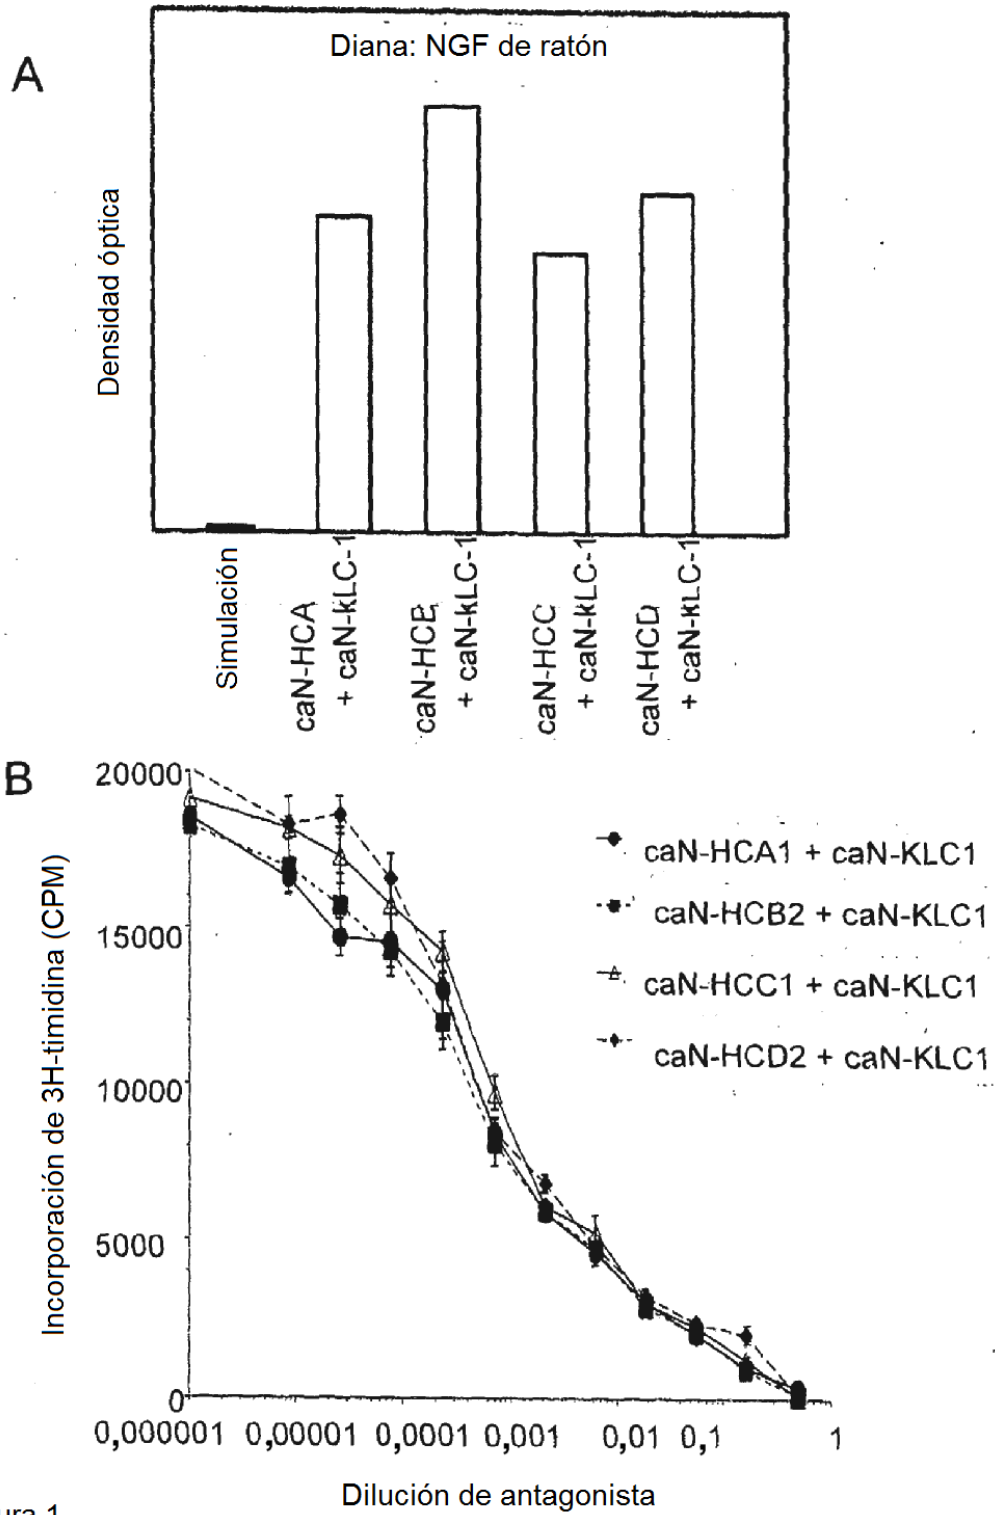 A
Diana: NGF de ratón
Densidad óptica
Simulación
caN-HCA
+ caN-kLC-1
caN-HCB
+ caN-kLC-1
caN-HCC
+ caN-kLC-1
caN-HCD
+ caN-kLC-1
B
Incorporación de 3H-timidina (CPM)
20000
15000
10000
5000
0
0,000001 0,00001 0,0001 0,001 0,01 0,1 1
Dilución de antagonista
caN-HCA1 + caN-KLC1
caN-HCB2 + caN-KLC1
caN-HCC1 + caN-KLC1
caN-HCD2 + caN-KLC1